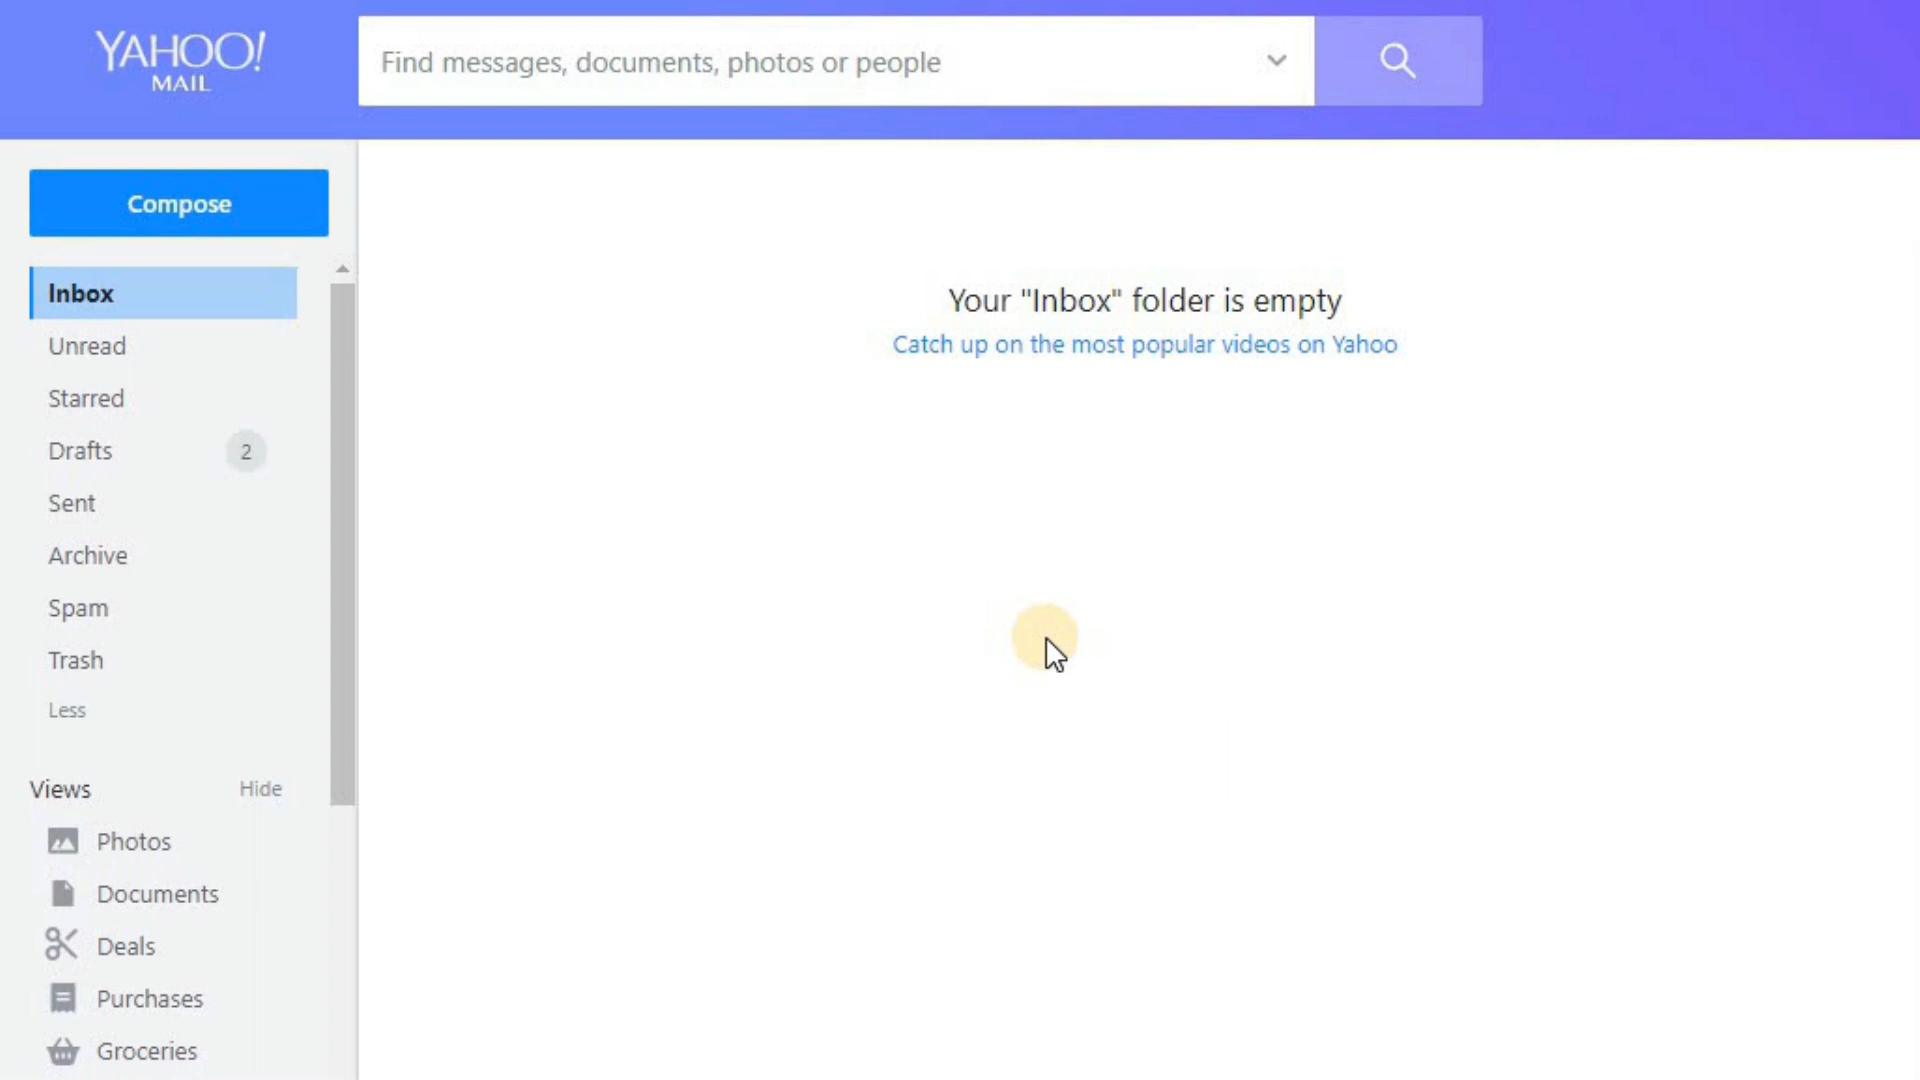 YAHOO!
MAIL
Find messages, documents, photos or people
Compose
Inbox
Unread
Starred
Drafts 2
Sent
Archive
Spam
Trash
Less
Views Hide
Photos
Documents
Deals
Purchases
Groceries
Your "Inbox" folder is empty
Catch up on the most popular videos on Yahoo